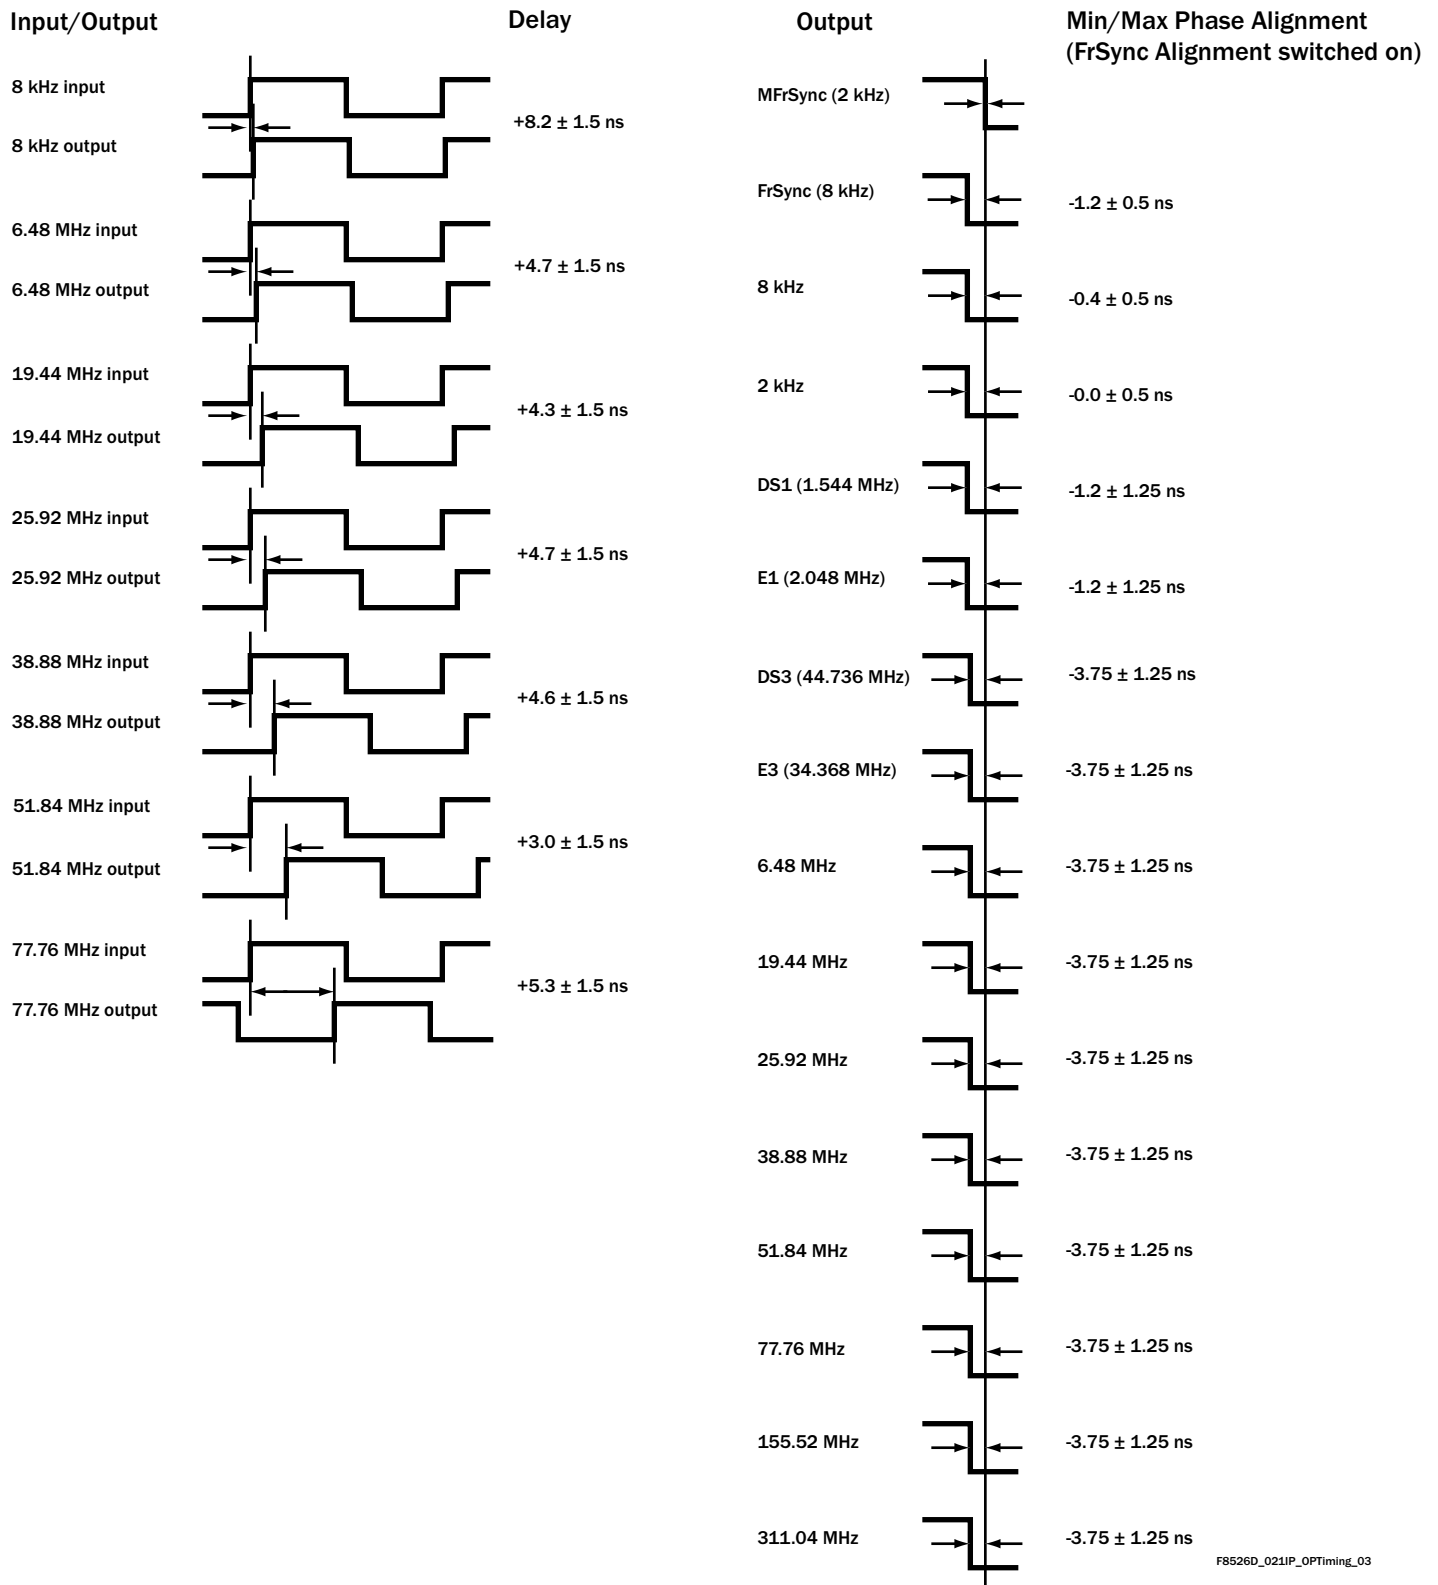 Input/Output
Delay
8 kHz input
8 kHz output
+8.2 ± 1.5 ns
6.48 MHz input
6.48 MHz output
+4.7 ± 1.5 ns
19.44 MHz input
19.44 MHz output
+4.3 ± 1.5 ns
25.92 MHz input
25.92 MHz output
+4.7 ± 1.5 ns
38.88 MHz input
38.88 MHz output
+4.6 ± 1.5 ns
51.84 MHz input
51.84 MHz output
+3.0 ± 1.5 ns
77.76 MHz input
77.76 MHz output
+5.3 ± 1.5 ns
Output
Min/Max Phase Alignment
(FrSync Alignment switched on)
MFrSync (2 kHz)
FrSync (8 kHz)
-1.2 ± 0.5 ns
8 kHz
-0.4 ± 0.5 ns
2 kHz
-0.0 ± 0.5 ns
DS1 (1.544 MHz)
-1.2 ± 1.25 ns
E1 (2.048 MHz)
-1.2 ± 1.25 ns
DS3 (44.736 MHz)
-3.75 ± 1.25 ns
E3 (34.368 MHz)
-3.75 ± 1.25 ns
6.48 MHz
-3.75 ± 1.25 ns
19.44 MHz
-3.75 ± 1.25 ns
25.92 MHz
-3.75 ± 1.25 ns
38.88 MHz
-3.75 ± 1.25 ns
51.84 MHz
-3.75 ± 1.25 ns
77.76 MHz
-3.75 ± 1.25 ns
155.52 MHz
-3.75 ± 1.25 ns
311.04 MHz
-3.75 ± 1.25 ns
F8526D_021IP_OPTiming_03